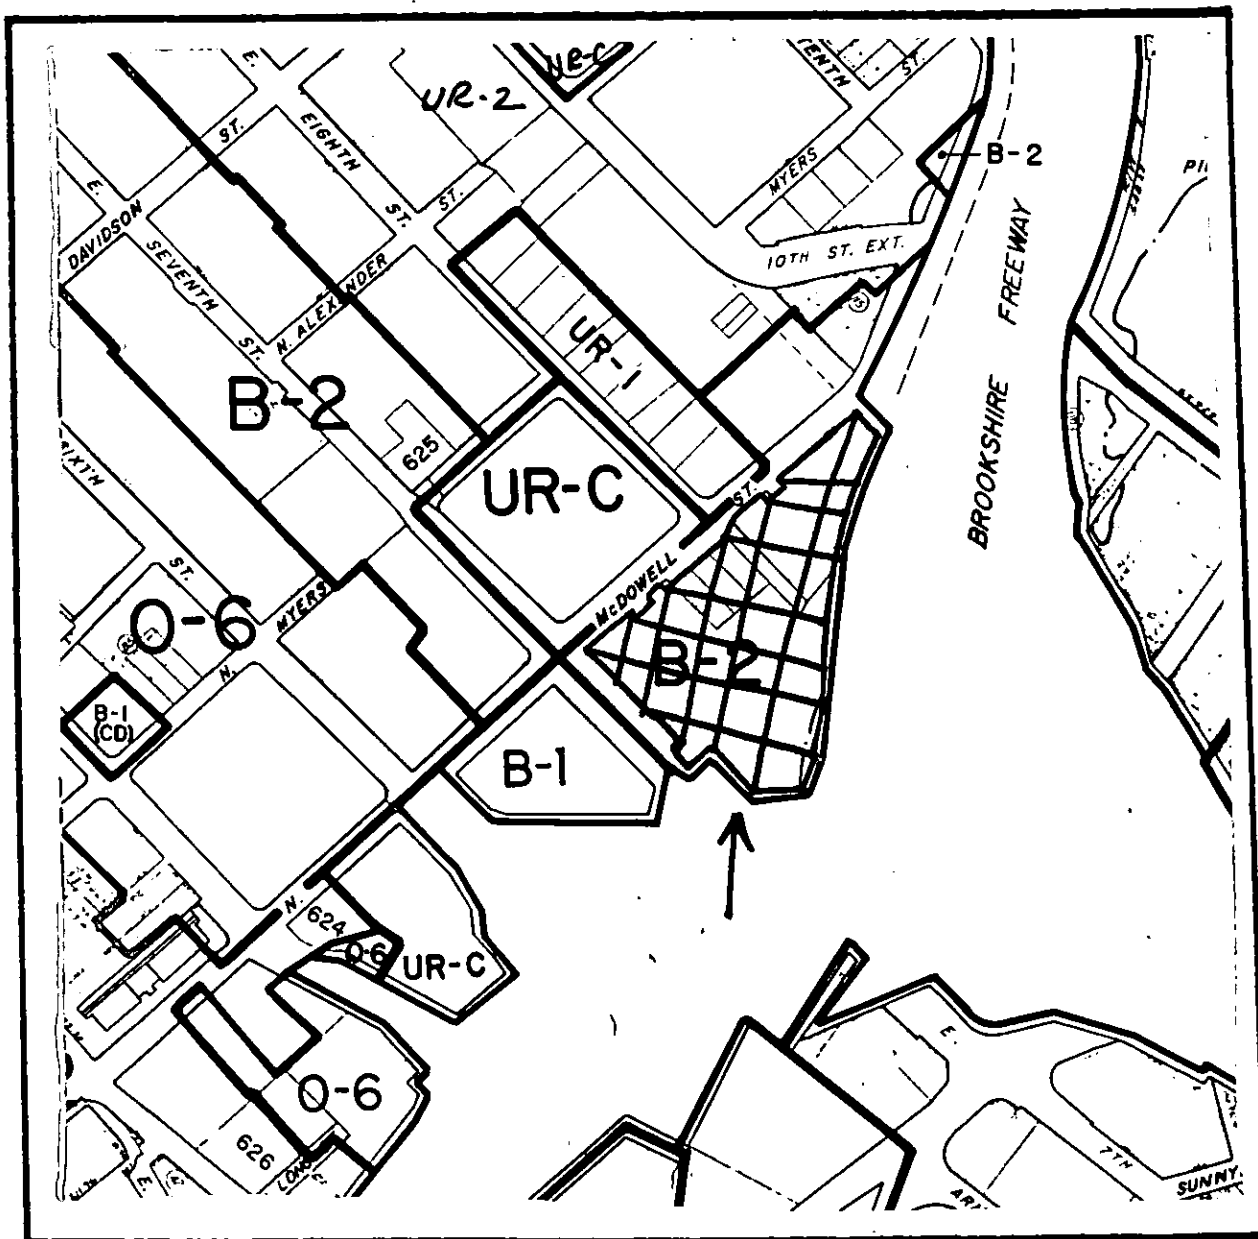 UR-C
UR-2
E.
EIGHTH
ST.
ST.
TENTH
ST.
MYERS
B-2
10TH ST. EXT.
BROOKSHIRE FREEWAY
E.
DAVIDSON
ST.
SEVENTH
ST.
N. ALEXANDER
UR-1
B-2
625
UR-C
SIXTH
ST.
McDOWELL
ST.
O-6
N.
MYERS
B-2
B-1
(CD)
B-1
N.
624
O-6
UR-C
O-6
626
E.
E.
7TH
SUNNY